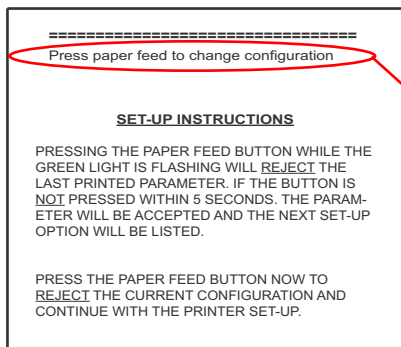 ==================================
Press paper feed to change configuration
SET-UP INSTRUCTIONS
PRESSING THE PAPER FEED BUTTON WHILE THE
GREEN LIGHT IS FLASHING WILL REJECT THE
LAST PRINTED PARAMETER. IF THE BUTTON IS
NOT PRESSED WITHIN 5 SECONDS. THE PARAM-
ETER WILL BE ACCEPTED AND THE NEXT SET-UP
OPTION WILL BE LISTED.
PRESS THE PAPER FEED BUTTON NOW TO
REJECT THE CURRENT CONFIGURATION AND
CONTINUE WITH THE PRINTER SET-UP.